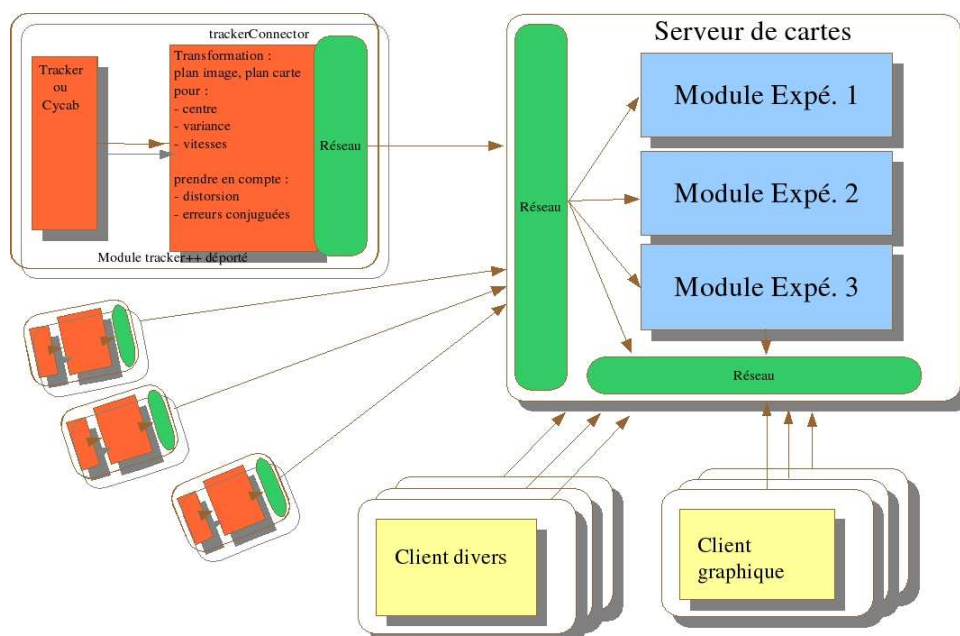 trackerConnector
Tracker
ou
Cycab
Transformation :
plan image, plan carte
pour :
- centre
- variance
- vitesses
prendre en compte :
- distorsion
- erreurs conjuguées
Réseau
Module tracker++ déporté
Serveur de cartes
Réseau
Module Expé. 1
Module Expé. 2
Module Expé. 3
Réseau
Client divers
Client
graphique